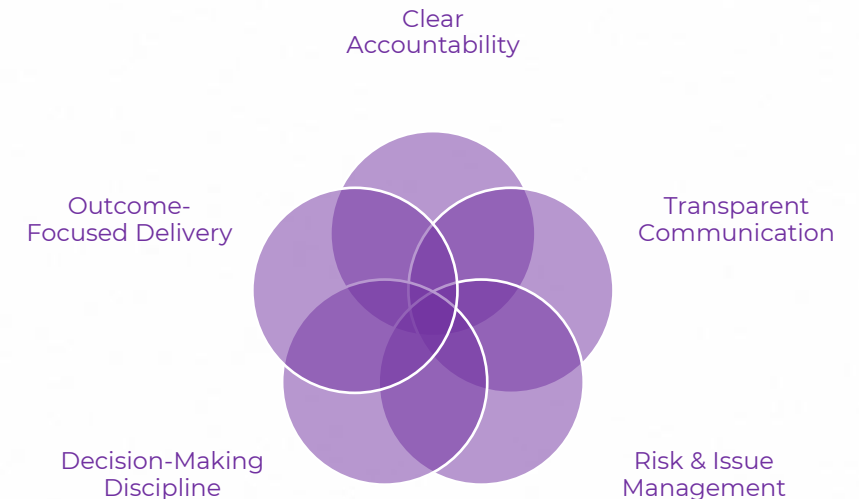 Clear
Accountability
Outcome-
Focused Delivery
Transparent
Communication
Decision-Making
Discipline
Risk & Issue
Management